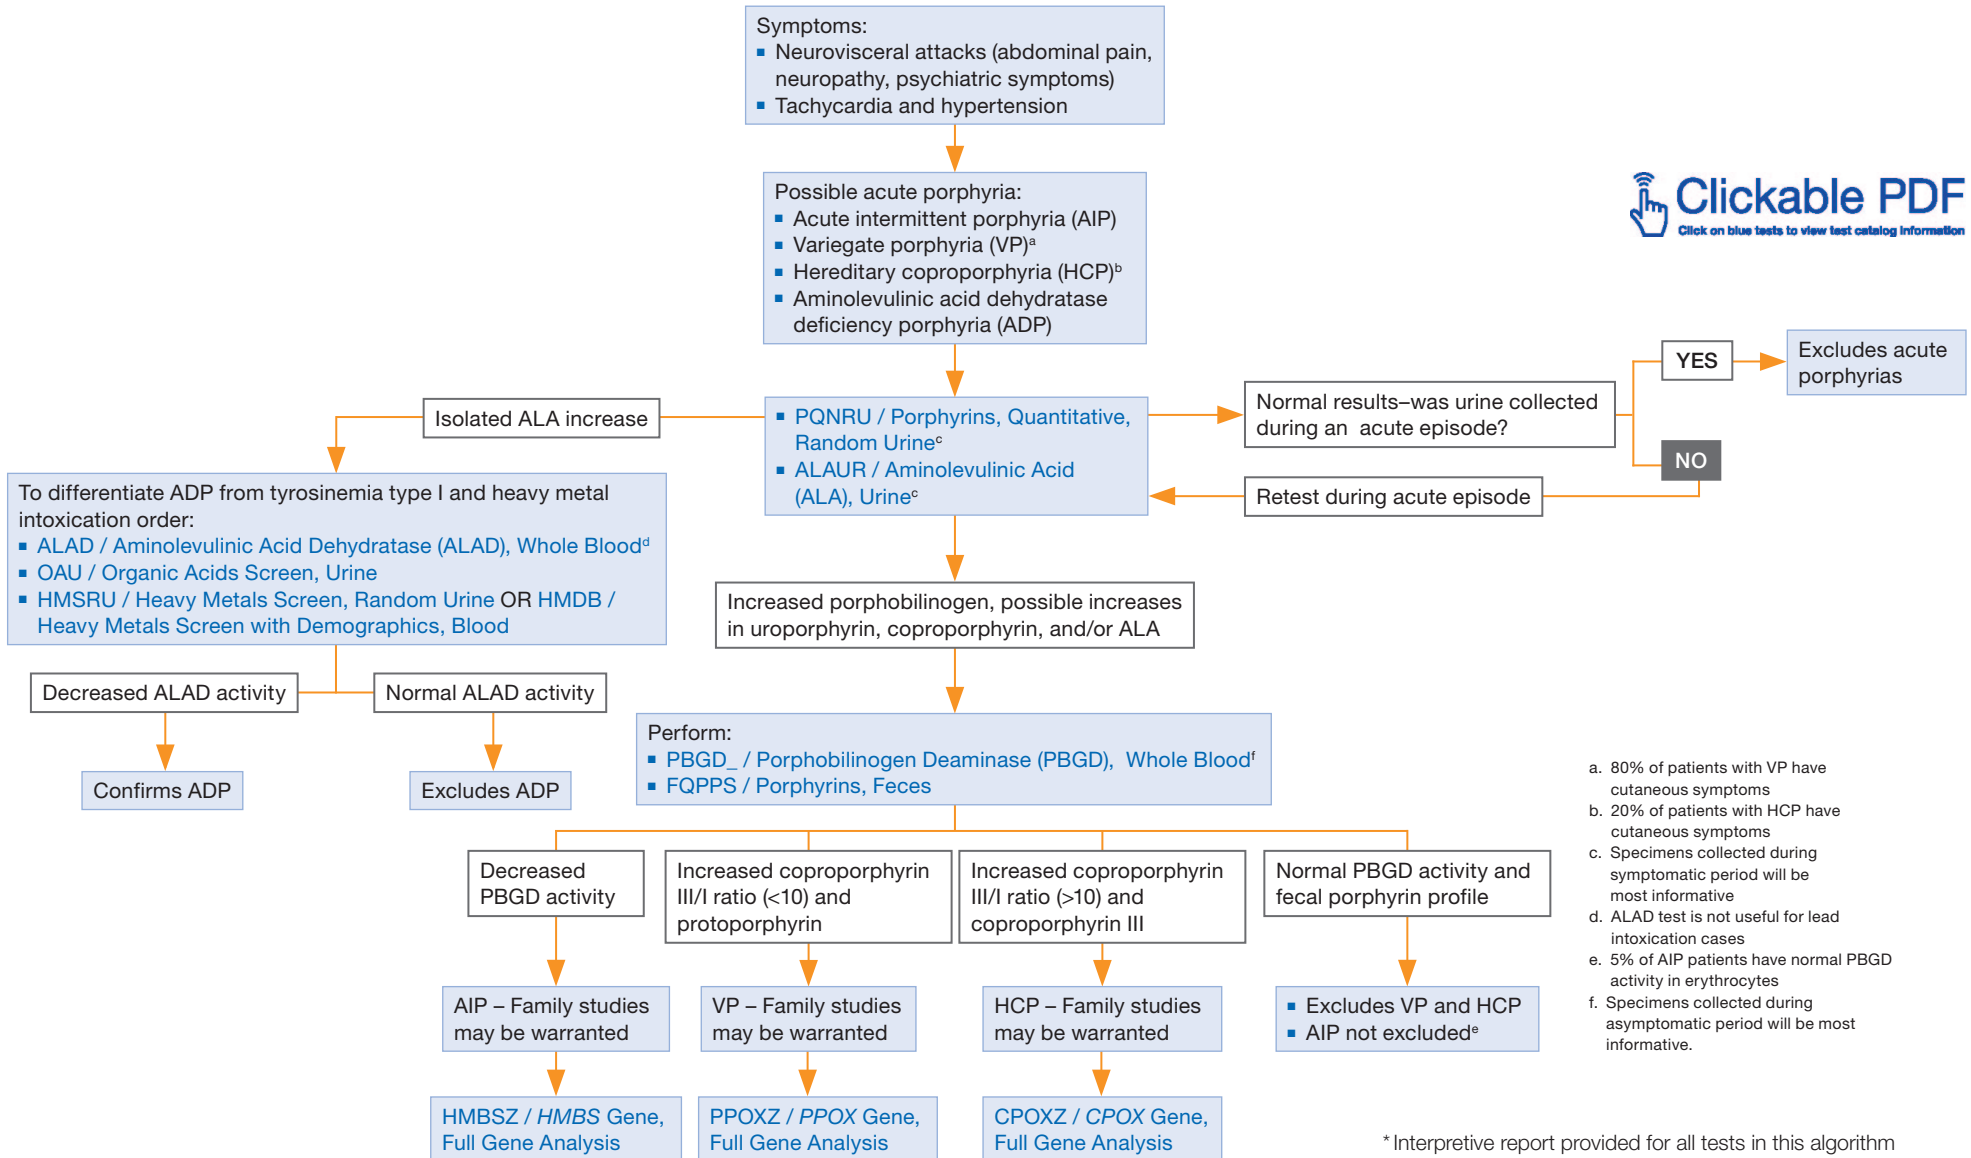 Symptoms:
▪ Neurovisceral attacks (abdominal pain,
neuropathy, psychiatric symptoms)
▪ Tachycardia and hypertension
Possible acute porphyria:
▪ Acute intermittent porphyria (AIP)
▪ Variegate porphyria (VP)a
▪ Hereditary coproporphyria (HCP)b
▪ Aminolevulinic acid dehydratase
deficiency porphyria (ADP)
Clickable PDF
Click on blue tests to view test catalog information
Isolated ALA increase
▪ PQNRU / Porphyrins, Quantitative,
Random Urinec
▪ ALAUR / Aminolevulinic Acid
(ALA), Urinec
Normal results–was urine collected
during an acute episode?
YES
Excludes acute
porphyrias
NO
Retest during acute episode
To differentiate ADP from tyrosinemia type I and heavy metal
intoxication order:
▪ ALAD / Aminolevulinic Acid Dehydratase (ALAD), Whole Bloodd
▪ OAU / Organic Acids Screen, Urine
▪ HMSRU / Heavy Metals Screen, Random Urine OR HMDB /
Heavy Metals Screen with Demographics, Blood
Decreased ALAD activity
Normal ALAD activity
Confirms ADP
Excludes ADP
Increased porphobilinogen, possible increases
in uroporphyrin, coproporphyrin, and/or ALA
Perform:
▪ PBGD_ / Porphobilinogen Deaminase (PBGD), Whole Bloodf
▪ FQPPS / Porphyrins, Feces
Decreased
PBGD activity
Increased coproporphyrin
III/I ratio (<10) and
protoporphyrin
Increased coproporphyrin
III/I ratio (>10) and
coproporphyrin III
Normal PBGD activity and
fecal porphyrin profile
AIP – Family studies
may be warranted
VP – Family studies
may be warranted
HCP – Family studies
may be warranted
▪ Excludes VP and HCP
▪ AIP not excludede
HMBSZ / HMBS Gene,
Full Gene Analysis
PPOXZ / PPOX Gene,
Full Gene Analysis
CPOXZ / CPOX Gene,
Full Gene Analysis
a. 80% of patients with VP have
cutaneous symptoms
b. 20% of patients with HCP have
cutaneous symptoms
c. Specimens collected during
symptomatic period will be
most informative
d. ALAD test is not useful for lead
intoxication cases
e. 5% of AIP patients have normal PBGD
activity in erythrocytes
f. Specimens collected during
asymptomatic period will be most
informative.
* Interpretive report provided for all tests in this algorithm